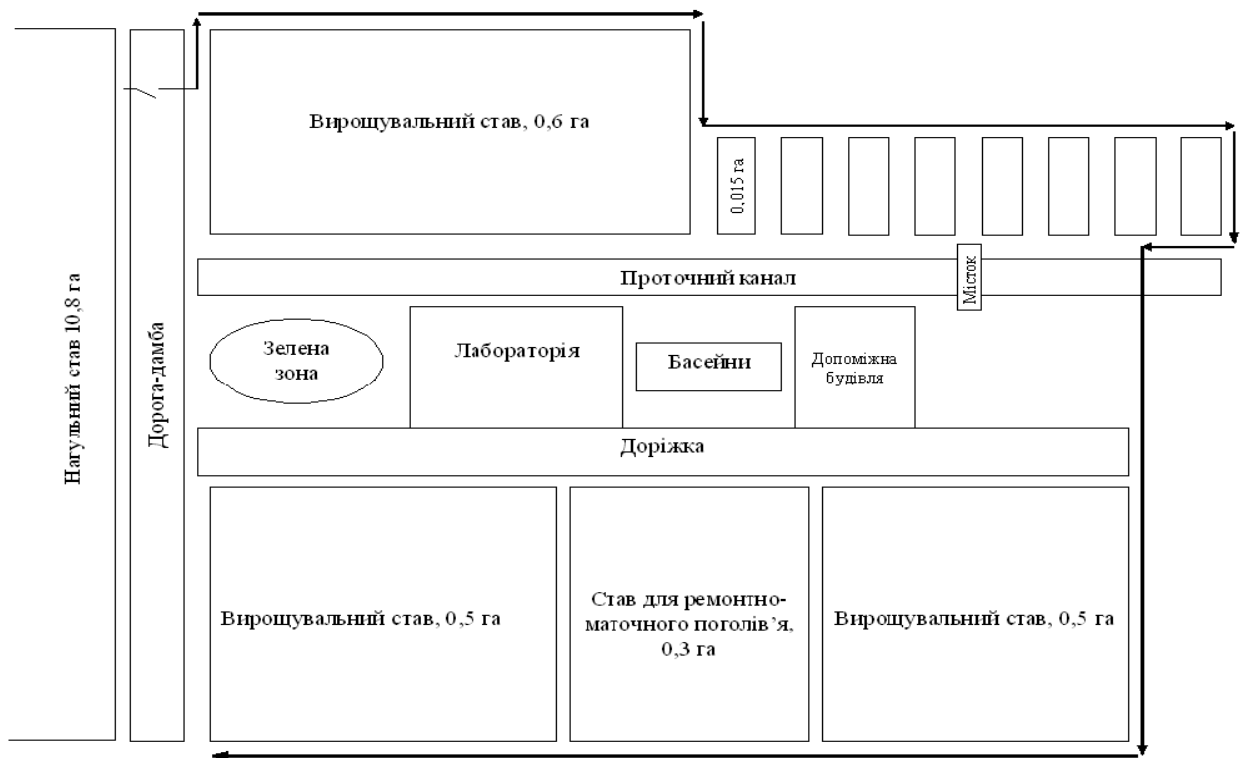 Нагульний став 10,8 га
Дорога-дамба
Вирощувальний став, 0,6 га
0,015 га
Проточний канал
Місток
Зелена
зона
Лабораторія
Басейни
Допоміжна
будівля
Доріжка
Вирощувальний став, 0,5 га
Став для ремонтно-
маточного поголів’я,
0,3 га
Вирощувальний став, 0,5 га